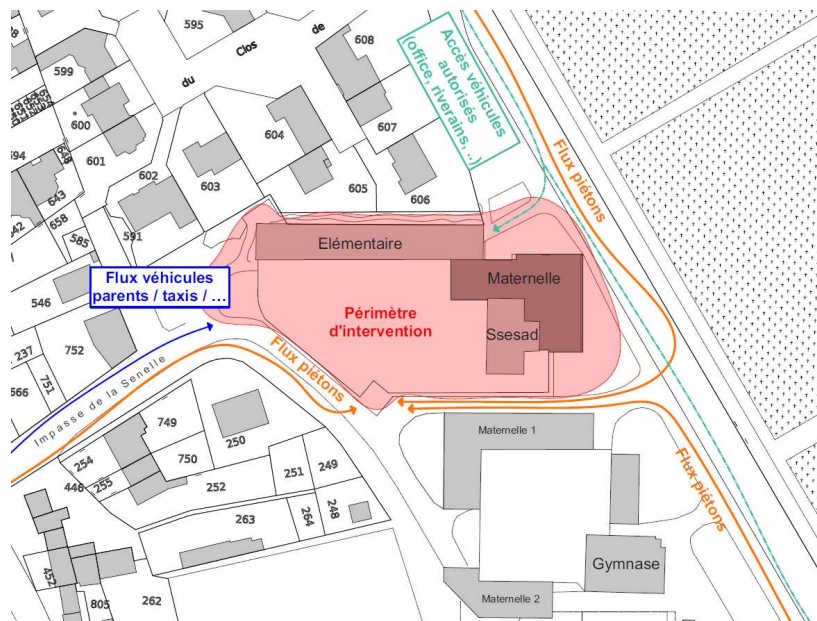 595
608
599
du Clos de
Accès véhicules
autorisés
(office, riverains, ..)
600
604
607
594
601
648
602
603
605
606
643
642
658
Flux piétons
591
585
Elémentaire
Flux véhicules
parents / taxis / ...
Maternelle
546
Périmètre
d'intervention
Ssesad
237
752
751
666
Impasse de la Senelle
Flux piétons
749
250
Maternelle 1
254
750
446
255
252
251
249
Flux piétons
263
264
248
452
Gymnase
805
262
Maternelle 2